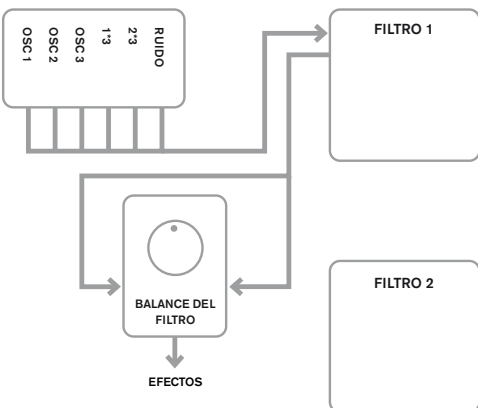 OSC 1
OSC 2
OSC 3
1*3
2*3
RUIDO
FILTRO 1
BALANCE DEL
FILTRO
FILTRO 2
EFECTOS